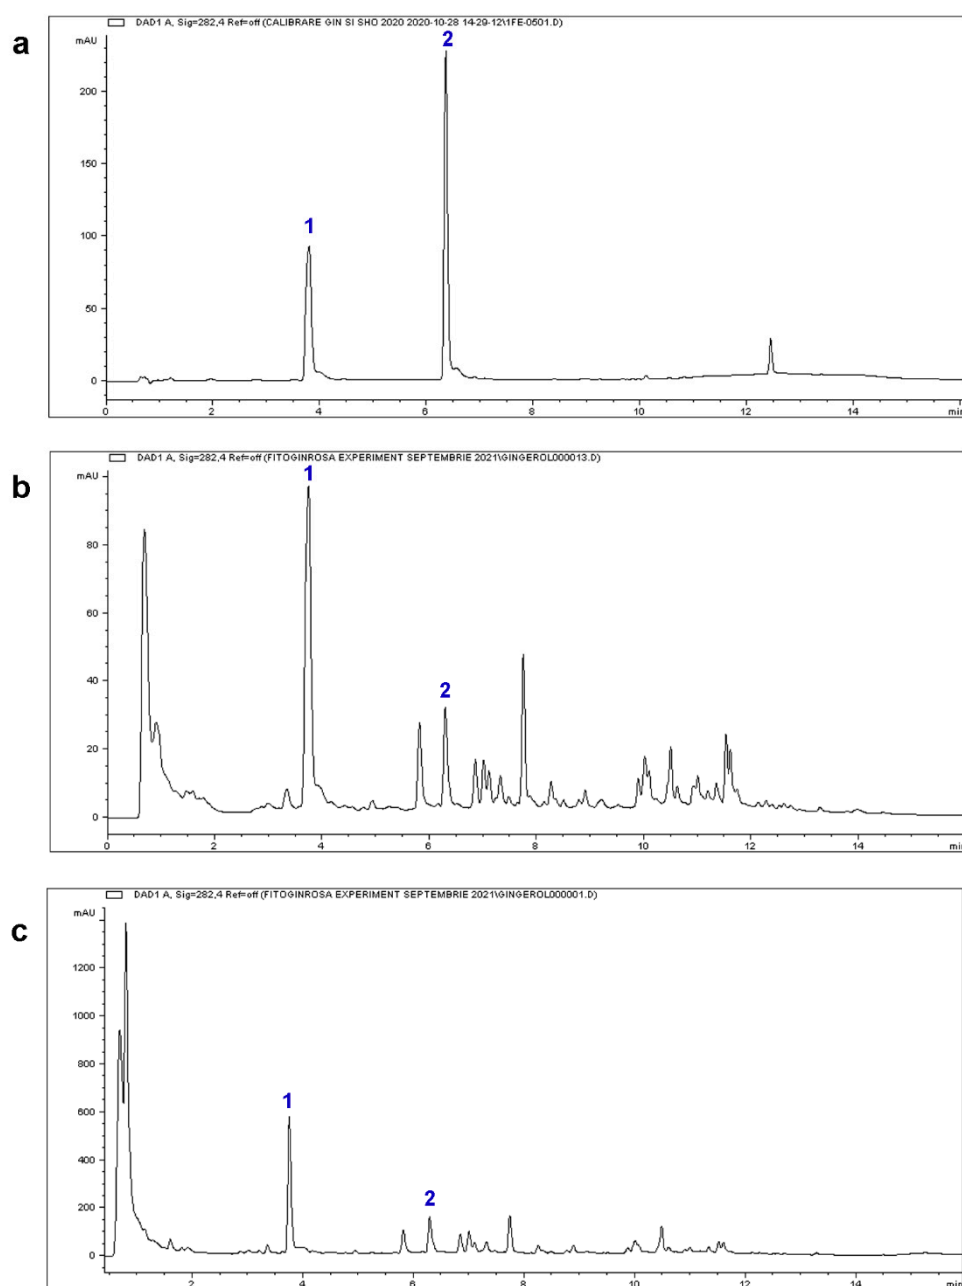 a
DAD1 A, Sig=282,4 Ref=off (CALIBRARE GIN SI SHO 2020 2020-10-28 14-29-12\1FE-0501.D)
mAU
2
200
150
1
100
50
0
0 2 4 6 8 10 12 14 min
b
DAD1 A, Sig=282,4 Ref=off (FITOGINROSA EXPERIMENT SEPTEMBRIE 2021\GINGEROL000013.D)
mAU
1
80
60
2
40
20
0
0 2 4 6 8 10 12 14 min
c
DAD1 A, Sig=282,4 Ref=off (FITOGINROSA EXPERIMENT SEPTEMBRIE 2021\GINGEROL000001.D)
mAU
1200
1000
800
1
600
400
2
200
0
2 4 6 8 10 12 14 min